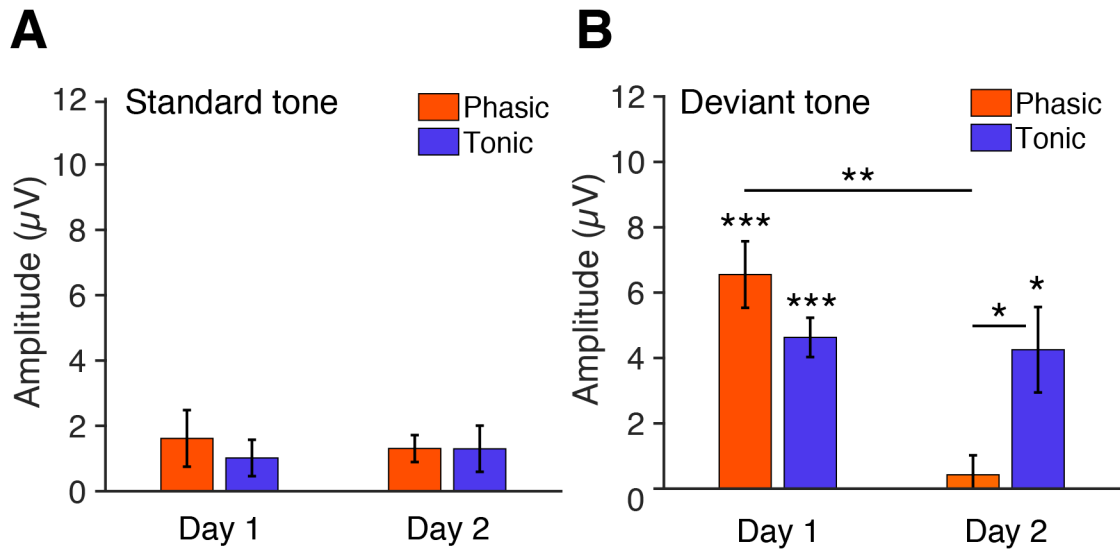 A
Standard tone
Phasic
Tonic
Amplitude (µV)
12
10
8
6
4
2
0
Day 1
Day 2
B
Deviant tone
Phasic
Tonic
Amplitude (µV)
12
10
8
6
4
2
0
**
***
***
*
*
Day 1
Day 2